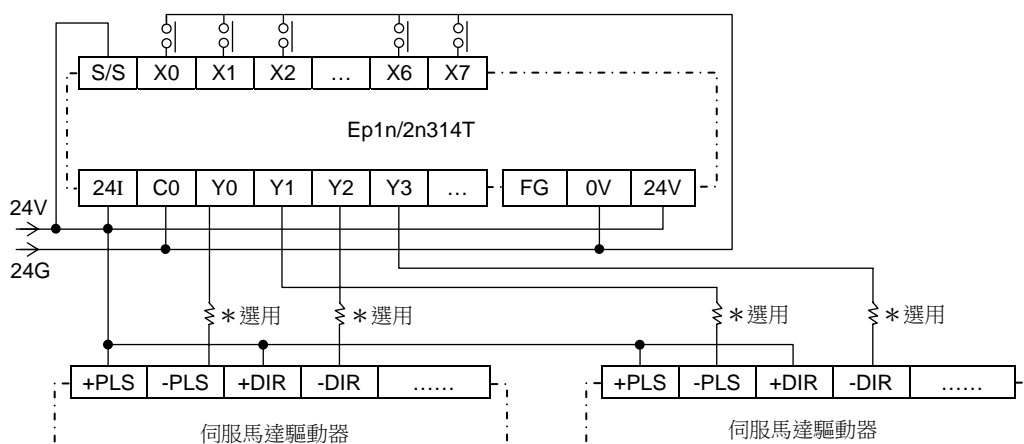 S/S X0 X1 X2 … X6 X7
Ep1n/2n314T
24I C0 Y0 Y1 Y2 Y3 … FG 0V 24V
24V
24G
＊選用 ＊選用 ＊選用 ＊選用
+PLS -PLS +DIR -DIR …… +PLS -PLS +DIR -DIR ……
伺服馬達驅動器 伺服馬達驅動器